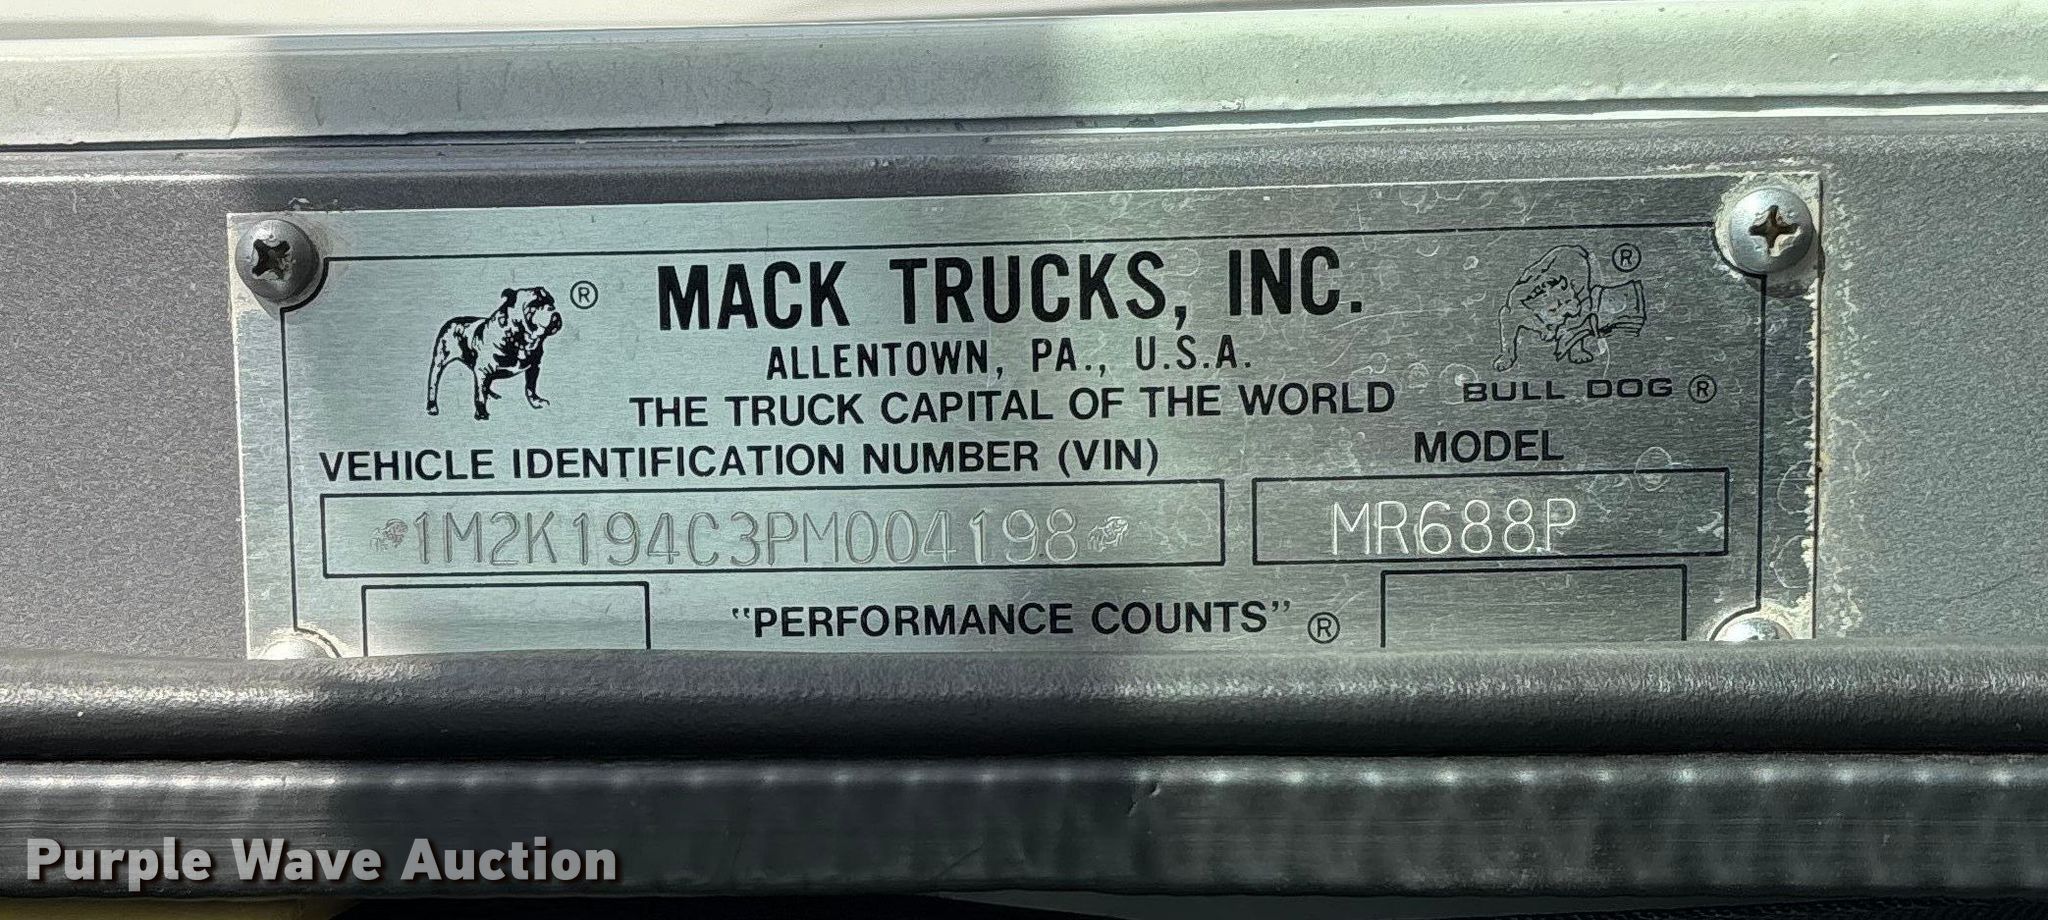 MACK TRUCKS, INC.
ALLENTOWN, PA., U.S.A.
THE TRUCK CAPITAL OF THE WORLD
® 
BULL DOG ®
®
VEHICLE IDENTIFICATION NUMBER (VIN)
MODEL
1M2K194C3PM004198
MR688P
"PERFORMANCE COUNTS" ®
Purple Wave Auction